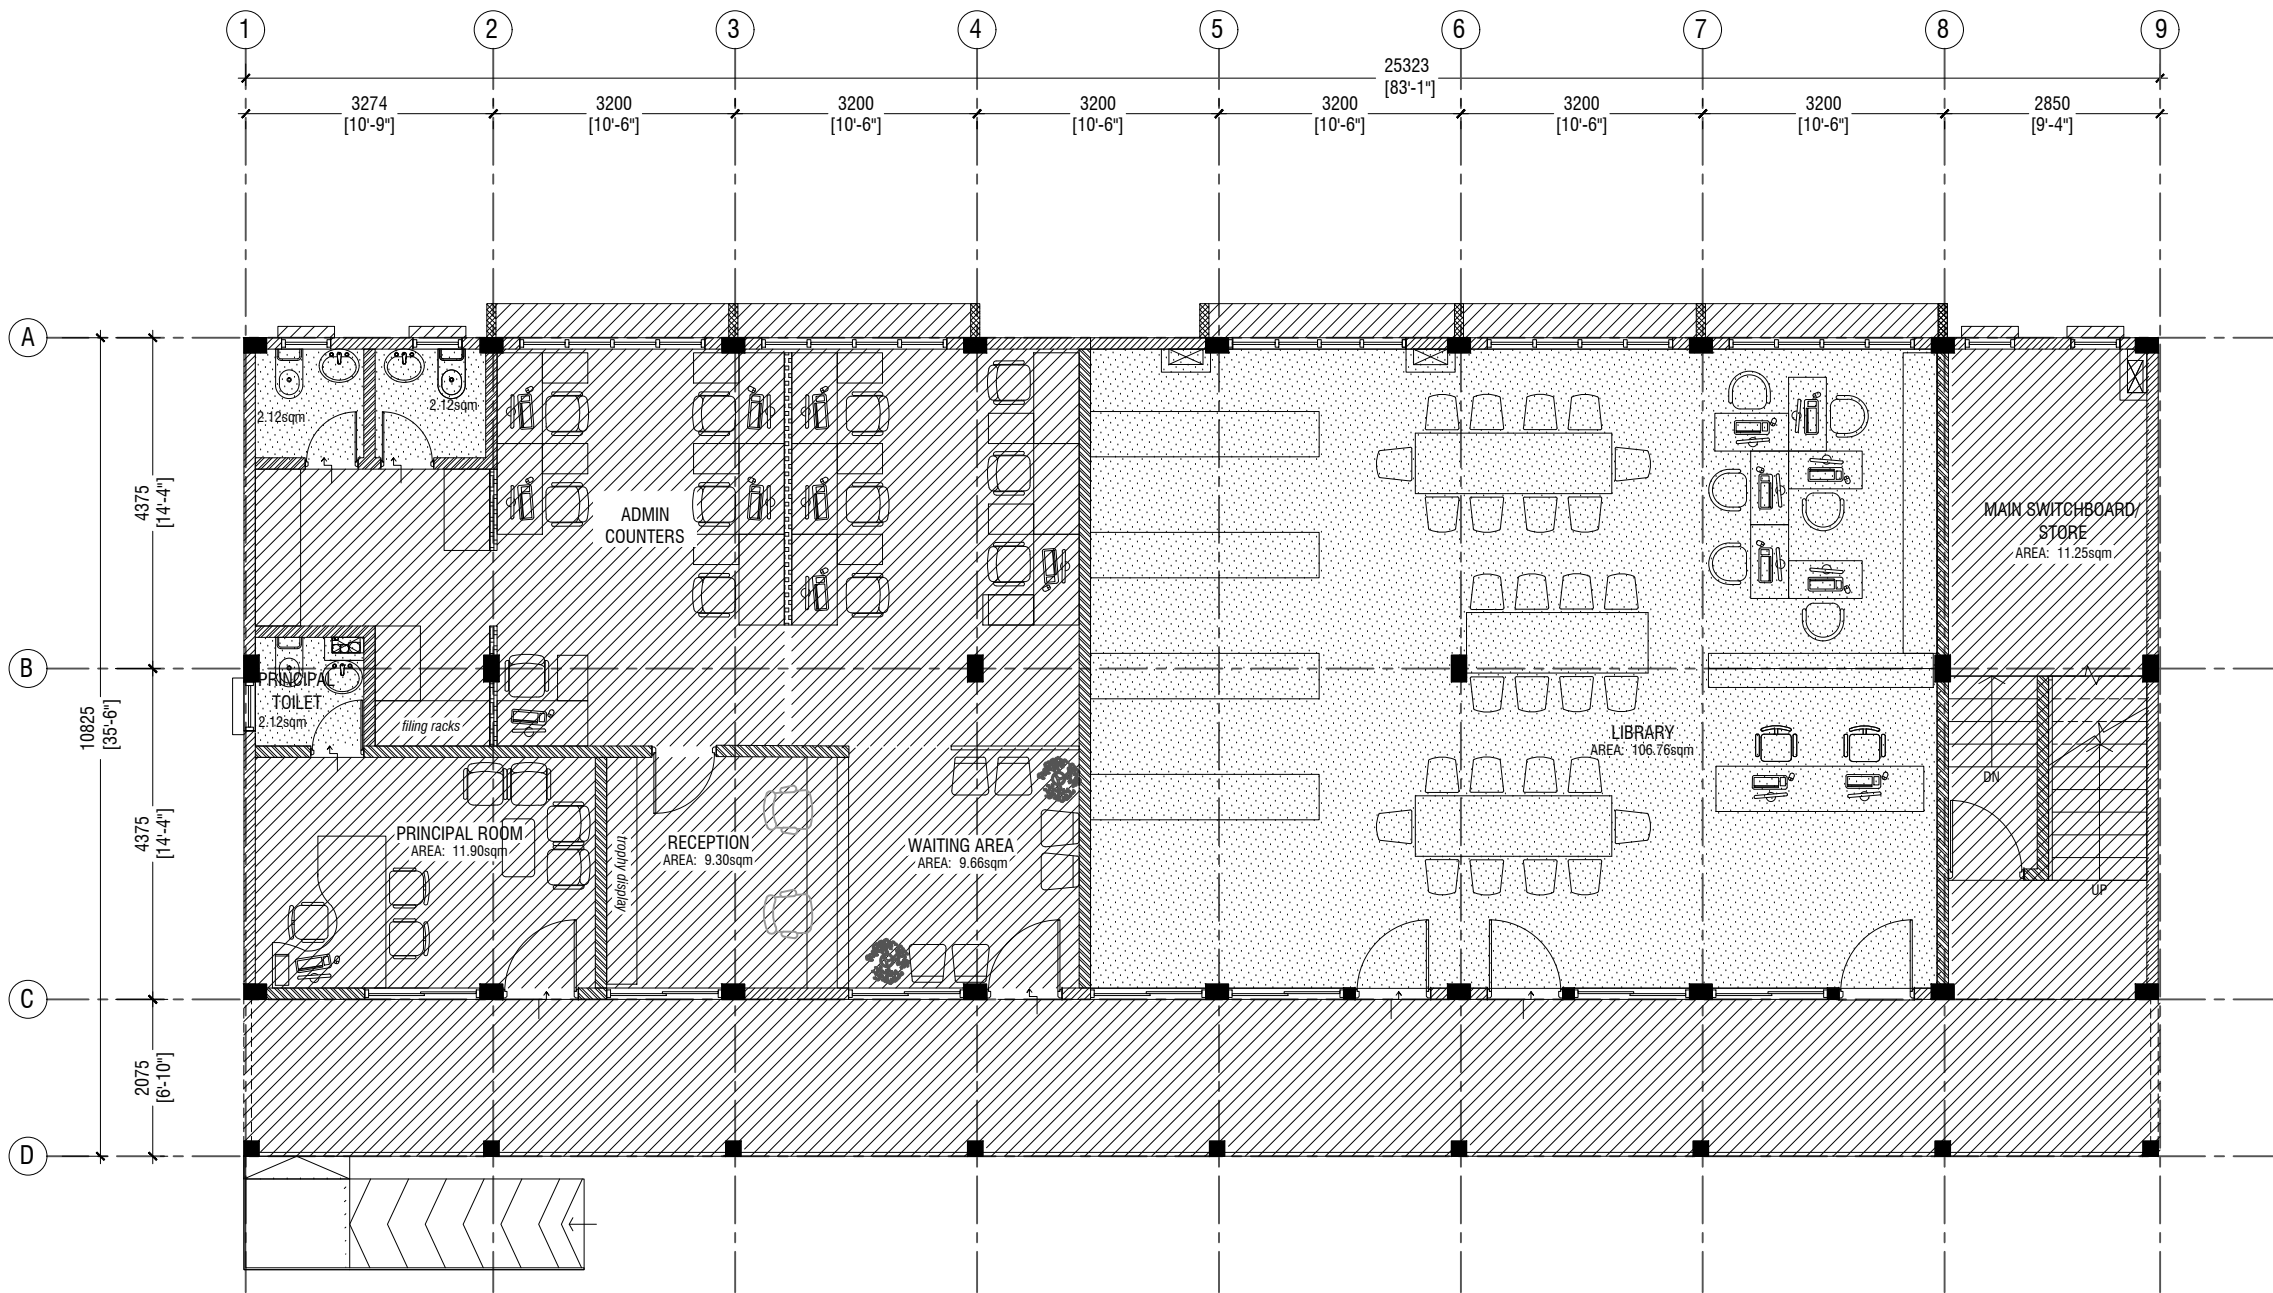 1 2 3 4 5 6 7 8 9
25323
[83'-1"]
3274 3200 3200 3200 3200 3200 3200 2850
[10'-9"] [10'-6"] [10'-6"] [10'-6"] [10'-6"] [10'-6"] [10'-6"] [9'-4"]
A
B
C
D
4375
[14'-4"]
4375
[14'-4"]
2075
[6'-10"]
10825
[35'-6"]
2.12sqm
2.12sqm
ADMIN
COUNTERS
MAIN SWITCHBOARD/
STORE
AREA: 11.25sqm
PRINCIPAL
TOILET
2.12sqm
filing racks
LIBRARY
AREA: 106.76sqm
DN
UP
PRINCIPAL ROOM
AREA: 11.90sqm
trophy display
RECEPTION
AREA: 9.30sqm
WAITING AREA
AREA: 9.66sqm